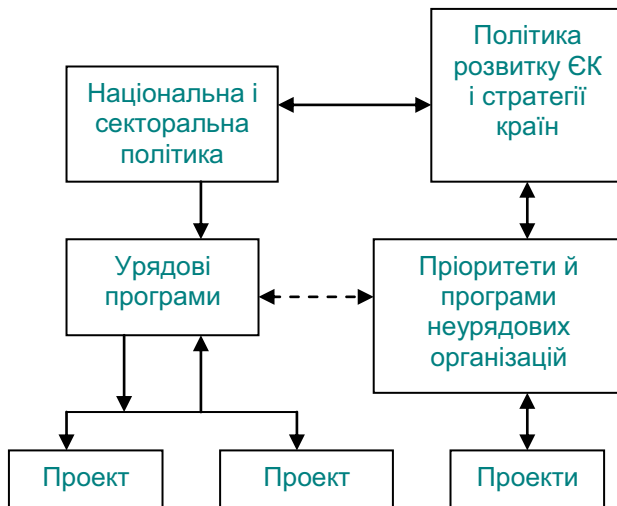 Національна і
секторальна
політика
Політика
розвитку ЄК
і стратегії
країн
Урядові
програми
Пріоритети й
програми
неурядових
організацій
Проект
Проект
Проекти